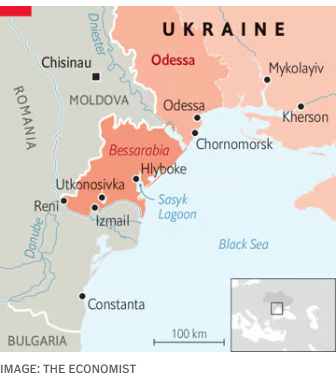 UKRAINE
Dniester
Odessa
Chisinau
Mykolayiv
MOLDOVA
ROMANIA
Odessa
Kherson
Chornomorsk
Bessarabia
Hlyboke
Utkonosivka
Sasyk
Lagoon
Reni
Izmail
Danube
Black Sea
Constanta
100 km
BULGARIA
IMAGE: THE ECONOMIST